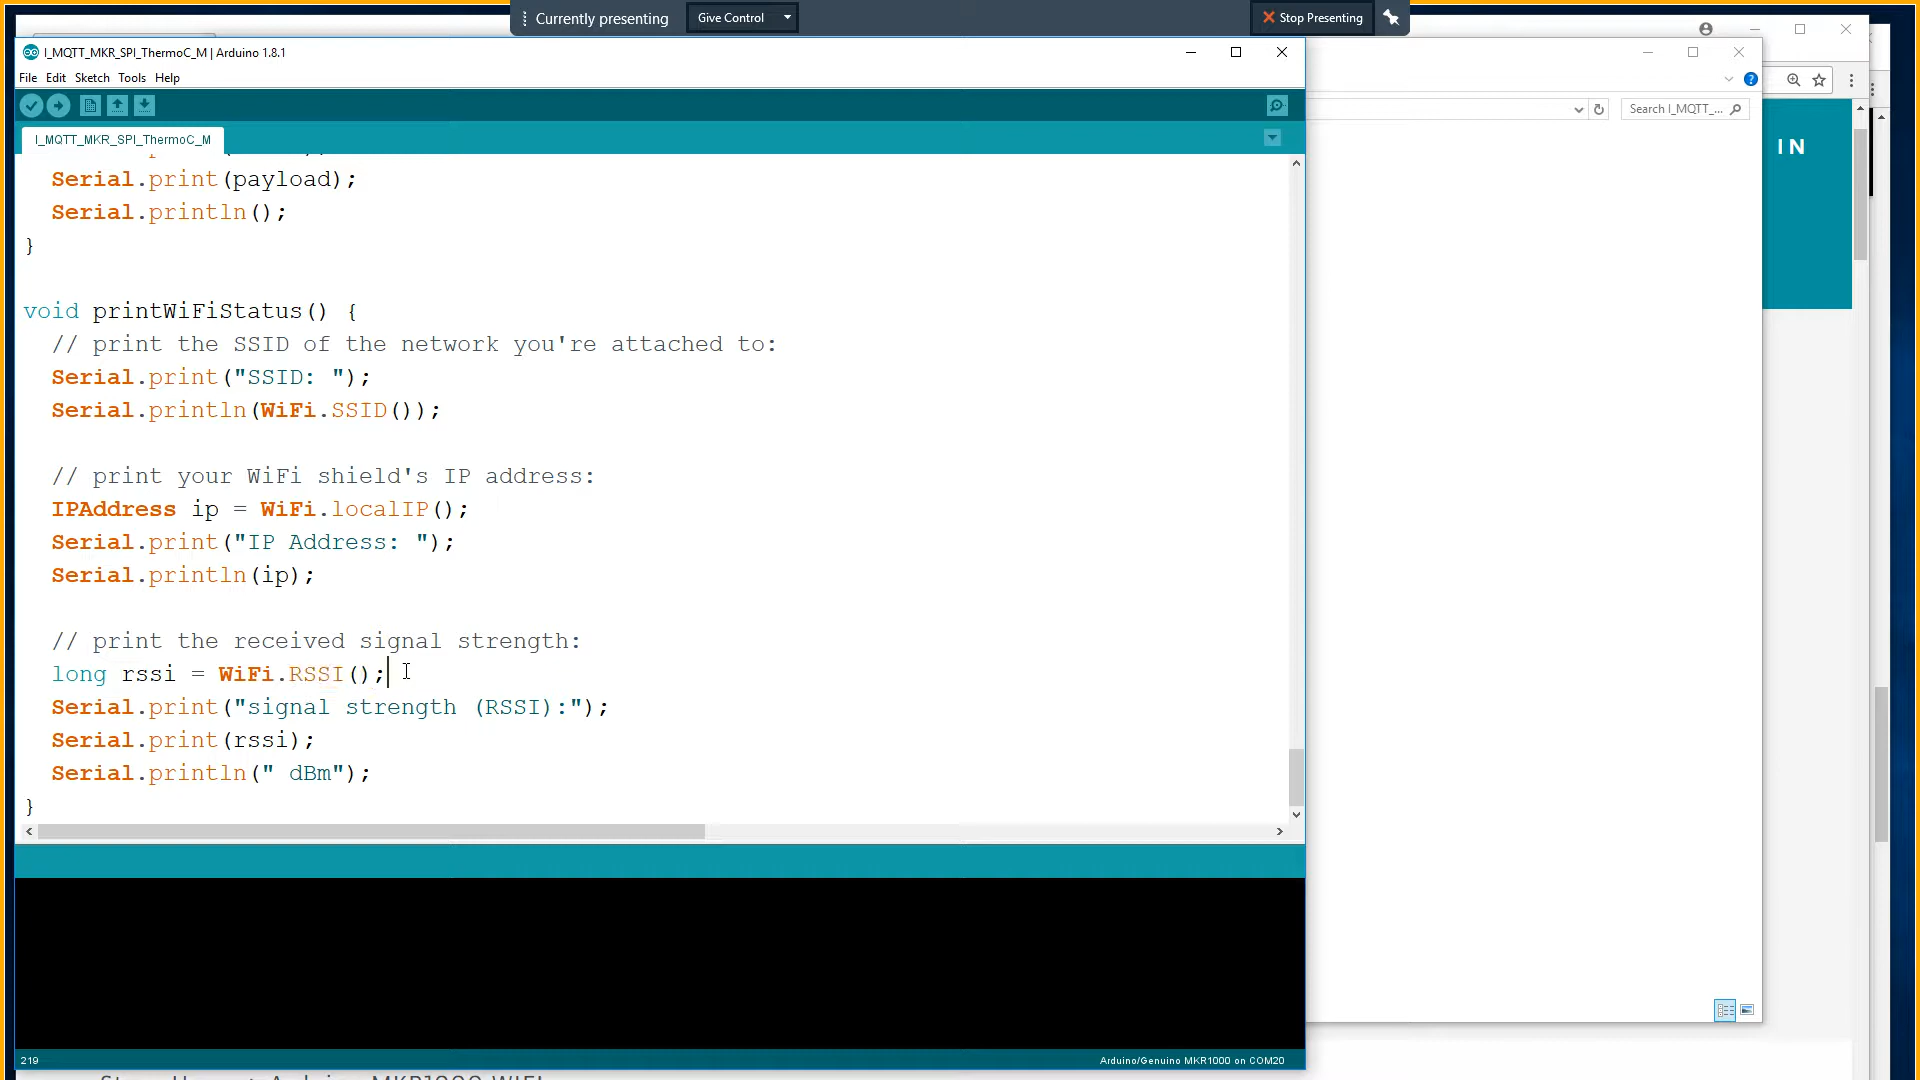 Currently presenting
Give Control
Stop Presenting
I_MQTT_MKR_SPI_ThermoC_M | Arduino 1.8.1
File Edit Sketch Tools Help
Search I_MQTT_...
I_MQTT_MKR_SPI_ThermoC_M
IN
Serial.print(payload);
Serial.println();
}
void printWiFiStatus() {
// print the SSID of the network you're attached to:
Serial.print("SSID: ");
Serial.println(WiFi.SSID());
// print your WiFi shield's IP address:
IPAddress ip = WiFi.localIP();
Serial.print("IP Address: ");
Serial.println(ip);
// print the received signal strength:
long rssi = WiFi.RSSI();
Serial.print("signal strength (RSSI):");
Serial.print(rssi);
Serial.println(" dBm");
}
219
Arduino/Genuino MKR1000 on COM20